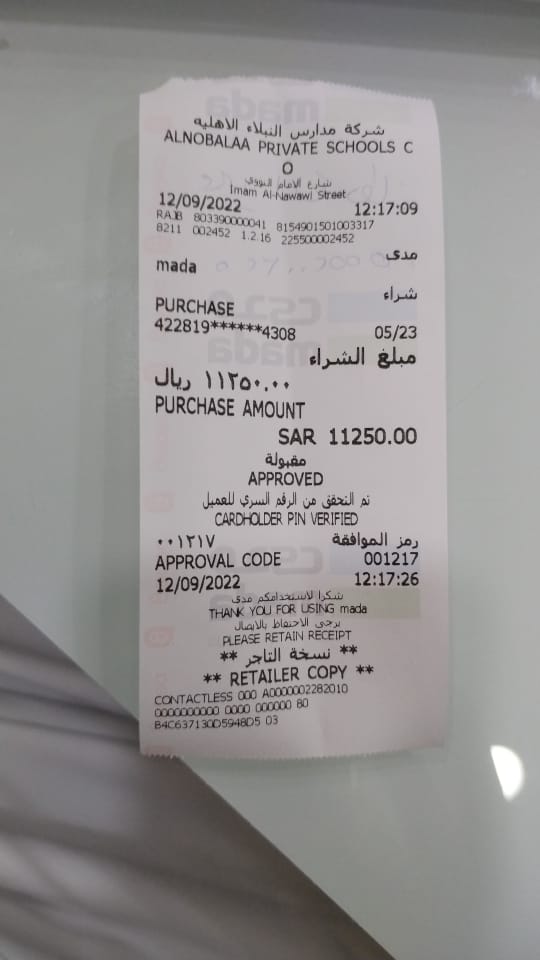 شركة مدارس النبلاء الاهليه
ALNOBALAA PRIVATE SCHOOLS C
O
شارع الامام النووي
Imam Al-Nawawi Street
12/09/2022 12:17:09
RAJB 803390000041 8154901501003317
8211 002452 1.2.16 225500002452
مدى
mada
شراء
PURCHASE
422819******4308 05/23
مبلغ الشراء
١١٢٥٠.٠٠ ريال
PURCHASE AMOUNT
SAR 11250.00
مقبولة
APPROVED
تم التحقق من الرقم السري للعميل
CARDHOLDER PIN VERIFIED
رمز الموافقة ٠٠١٢١٧
APPROVAL CODE 001217
12/09/2022 12:17:26
شكرا لاستخدامكم مدى
THANK YOU FOR USING mada
يرجى الاحتفاظ بالايصال
PLEASE RETAIN RECEIPT
** نسخة التاجر **
** RETAILER COPY **
CONTACTLESS 000 A0000002282010
0000000000 0000 000000 80
B4C637130D5948D5 03